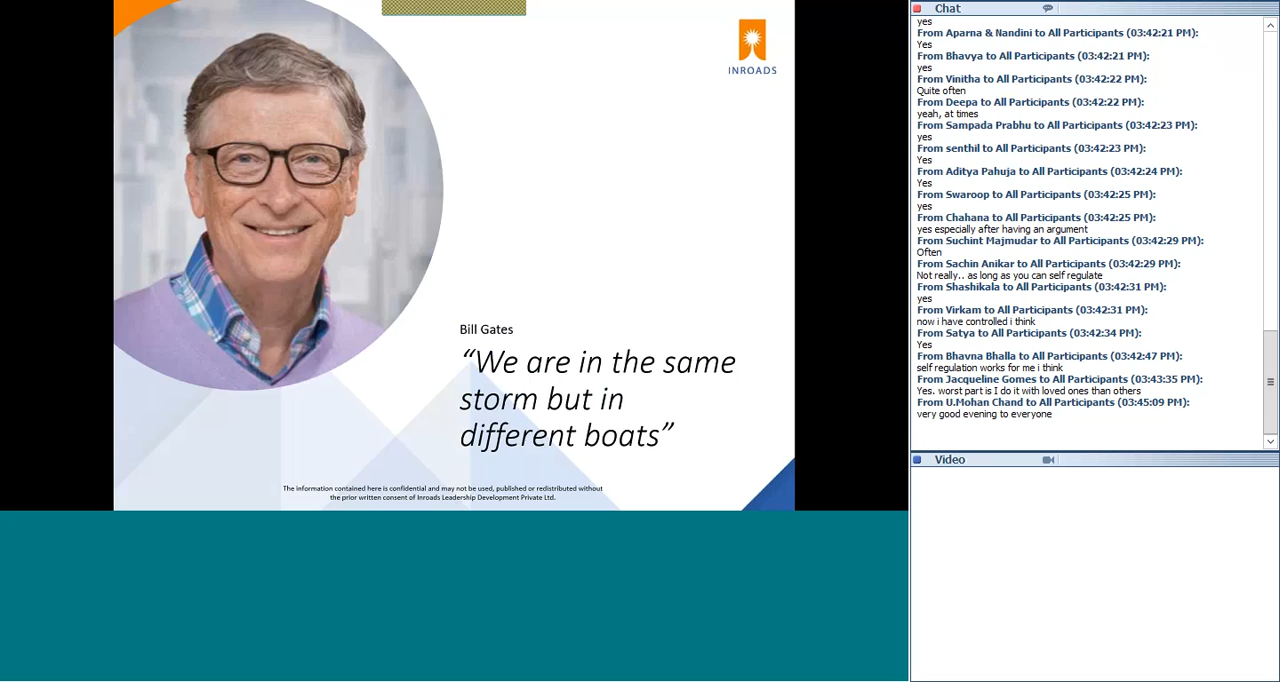 INROADS
Bill Gates
“We are in the same
storm but in
different boats”
The information contained here is confidential and may not be used, published or redistributed without
the prior written consent of Inroads Leadership Development Private Ltd.
Chat
yes
From Aparna & Nandini to All Participants (03:42:21 PM):
Yes
From Bhavya to All Participants (03:42:21 PM):
yes
From Vinitha to All Participants (03:42:22 PM):
Quite often
From Deepa to All Participants (03:42:22 PM):
yeah, at times
From Sampada Prabhu to All Participants (03:42:23 PM):
yes
From senthil to All Participants (03:42:23 PM):
Yes
From Aditya Pahuja to All Participants (03:42:24 PM):
Yes
From Swaroop to All Participants (03:42:25 PM):
yes
From Chahana to All Participants (03:42:25 PM):
yes especially after having an argument
From Suchint Majmudar to All Participants (03:42:29 PM):
Often
From Sachin Anikar to All Participants (03:42:29 PM):
Not really.. as long as you can self regulate
From Shashikala to All Participants (03:42:31 PM):
yes
From Virkam to All Participants (03:42:31 PM):
now i have controlled i think
From Satya to All Participants (03:42:34 PM):
Yes
From Bhavna Bhalla to All Participants (03:42:47 PM):
self regulation works for me i think
From Jacqueline Gomes to All Participants (03:43:35 PM):
Yes. worst part is I do it with loved ones than others
From U.Mohan Chand to All Participants (03:45:09 PM):
very good evening to everyone
Video